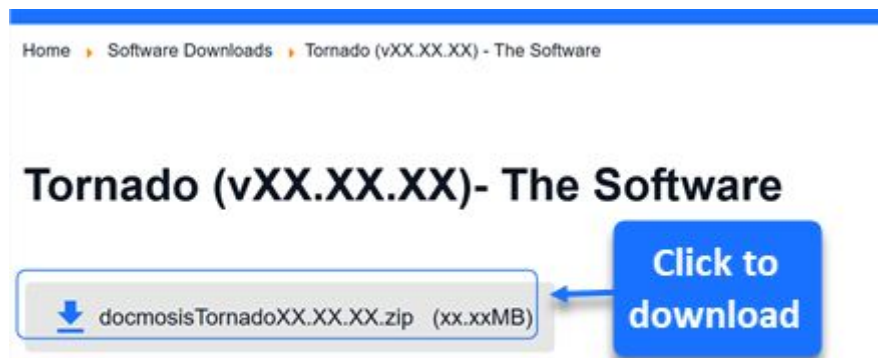 Home Software Downloads Tornado (vXX.XX.XX) - The Software
Tornado (vXX.XX.XX)- The Software
Click to
download
docmosisTornadoXX.XX.XX.zip (xx.xxMB)